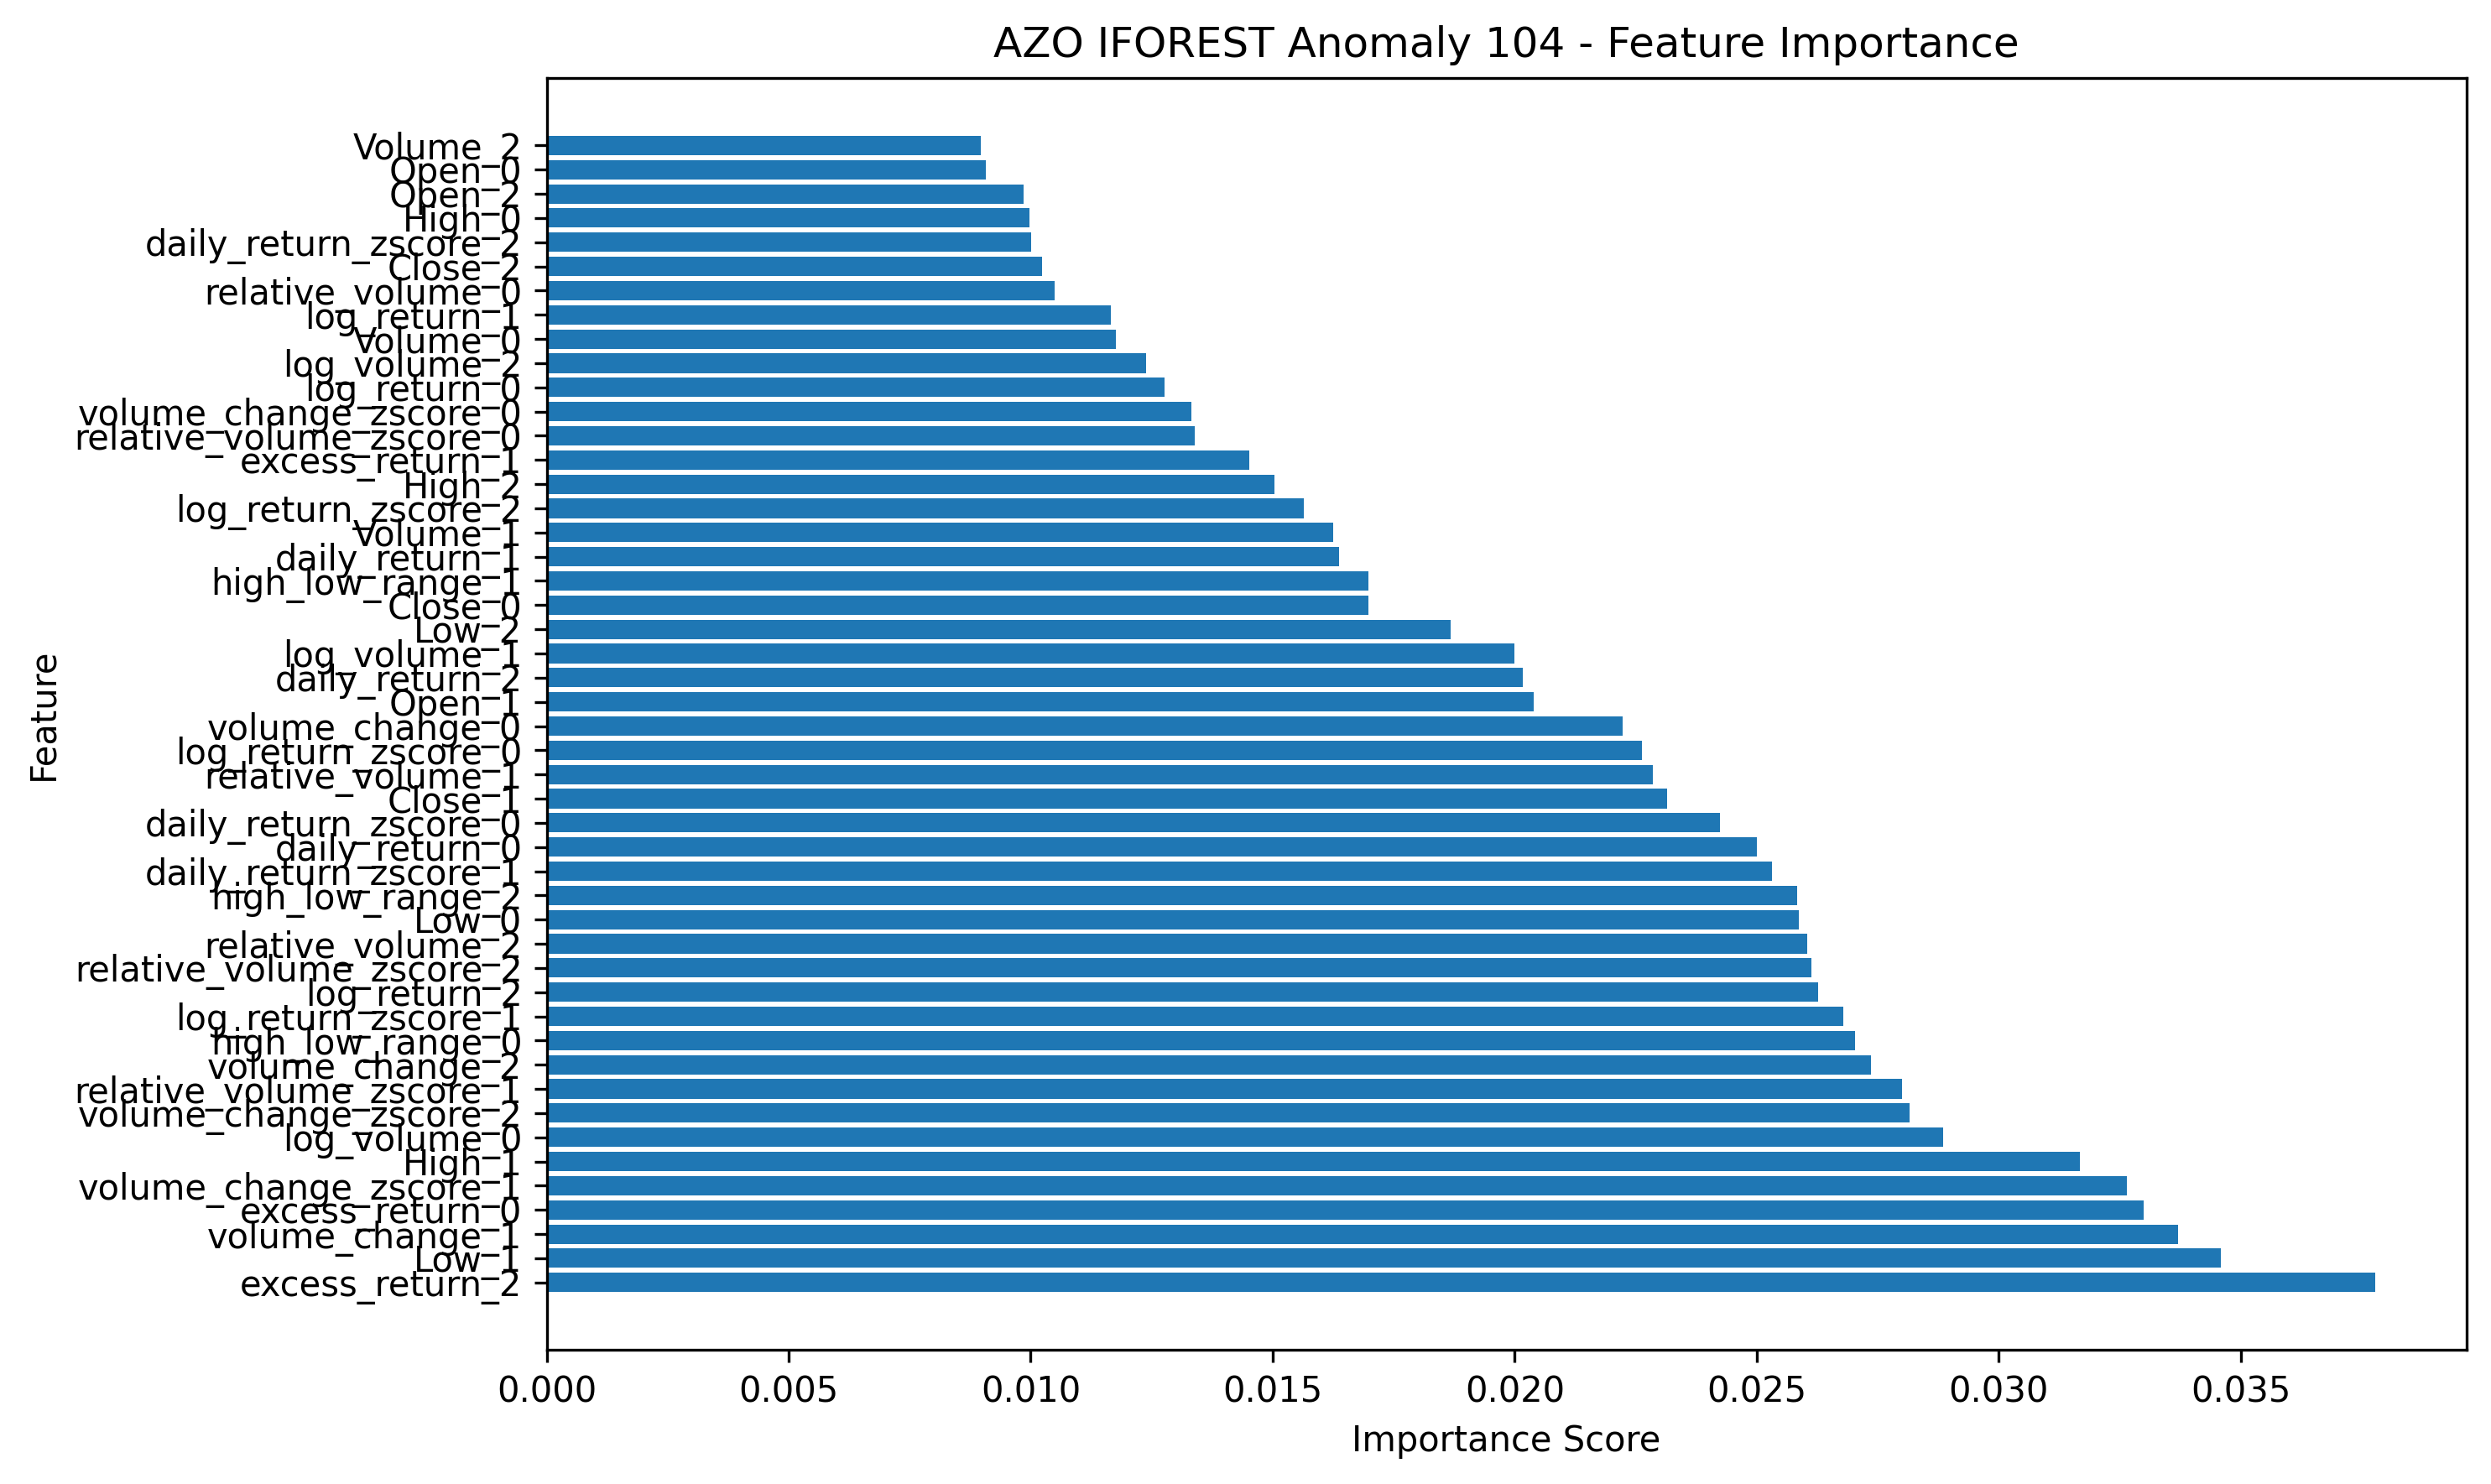 AZO IFOREST Anomaly 104 - Feature Importance
Volume_2
Open_0
Open_2
High_0
daily_return_zscore_2
Close_2
relative_volume_0
log_return_1
Volume_0
log_volume_2
log_return_0
volume_change_zscore_0
relative_volume_zscore_0
excess_return_1
High_2
log_return_zscore_2
Volume_1
daily_return_1
high_low_range_1
Close_0
Low_2
log_volume_1
daily_return_2
Open_1
volume_change_0
log_return_zscore_0
relative_volume_1
Close_1
daily_return_zscore_0
daily_return_0
daily_return_zscore_1
high_low_range_2
Low_0
relative_volume_2
relative_volume_zscore_2
log_return_2
log_return_zscore_1
high_low_range_0
volume_change_2
relative_volume_zscore_1
volume_change_zscore_2
log_volume_0
High_1
volume_change_zscore_1
excess_return_0
volume_change_1
Low_1
excess_return_2
Feature
0.000 0.005 0.010 0.015 0.020 0.025 0.030 0.035
Importance Score